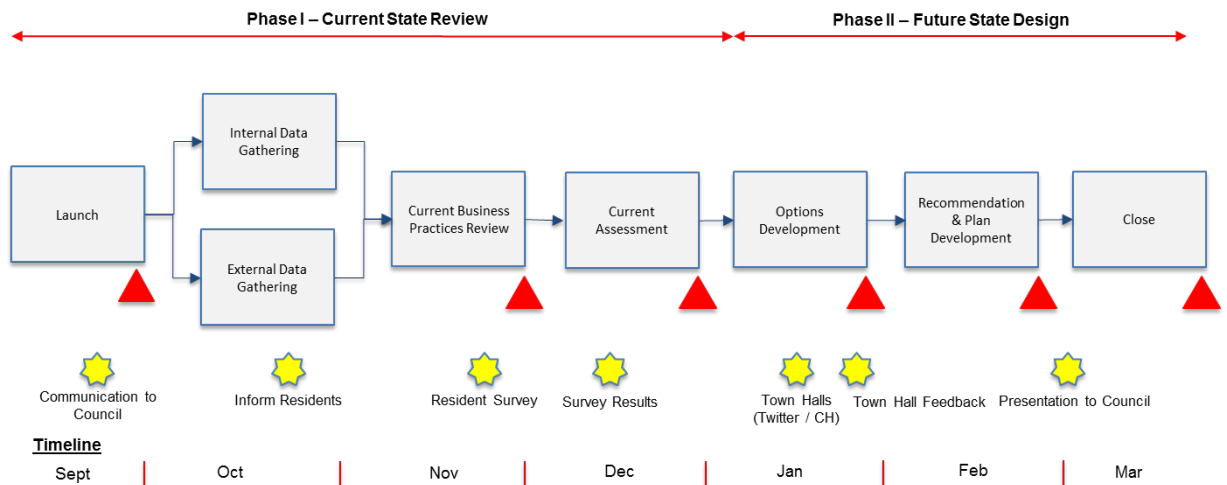 Phase I – Current State Review
Phase II – Future State Design
Internal Data
Gathering
Launch
External Data
Gathering
Current Business
Practices Review
Current
Assessment
Options
Development
Recommendation
& Plan
Development
Close
Communication to
Council
Inform Residents
Resident Survey
Survey Results
Town Halls
(Twitter / CH)
Town Hall Feedback
Presentation to Council
Timeline
Sept
Oct
Nov
Dec
Jan
Feb
Mar